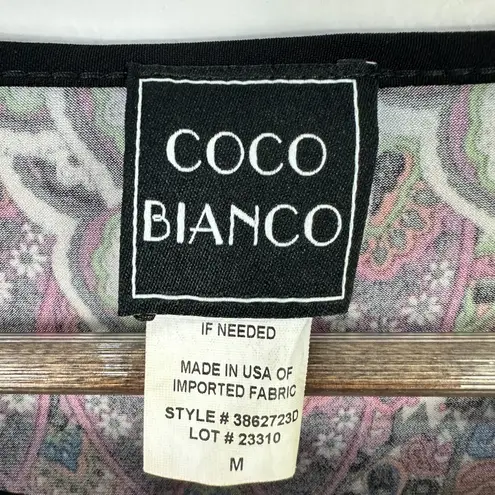 COCO
BIANCO
IF NEEDED
MADE IN USA OF
IMPORTED FABRIC
STYLE # 3862723D
LOT # 23310
M